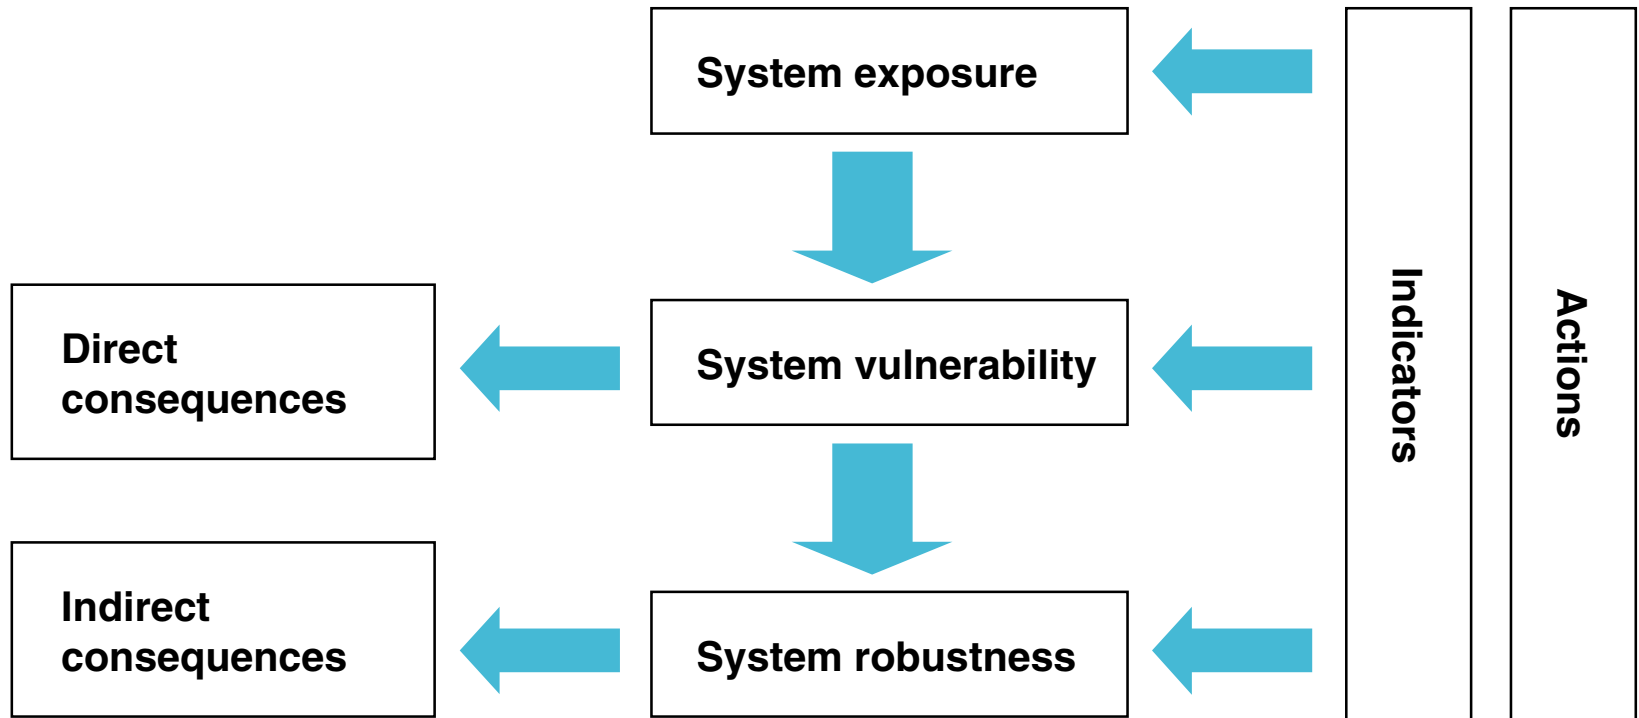 System exposure
Direct
consequences
System vulnerability
Indirect
consequences
System robustness
Indicators
Actions